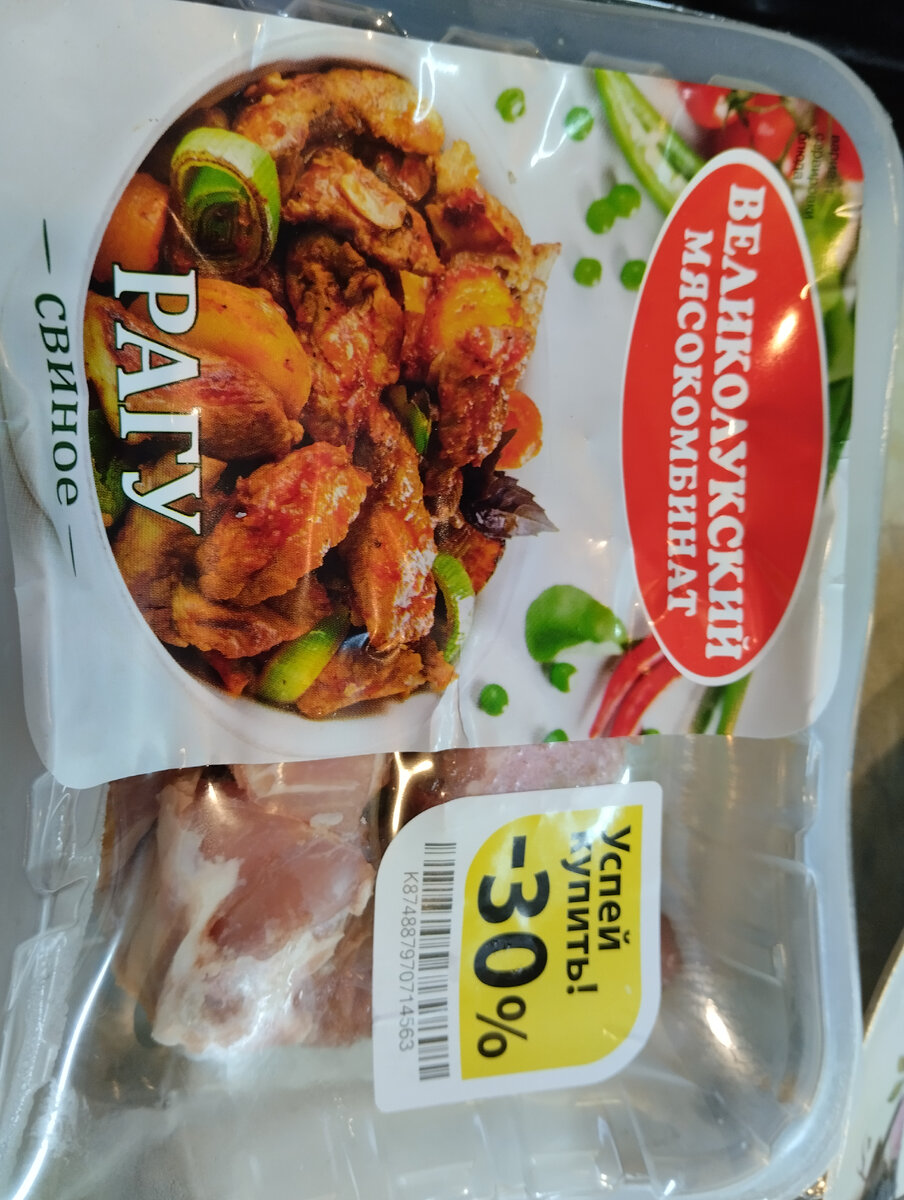 ВЕЛИКОЛУКСКИЙ
МЯСОКОМБИНАТ
РАГУ
СВИНОЕ
Успей
купить!
-30%
K874887970714563